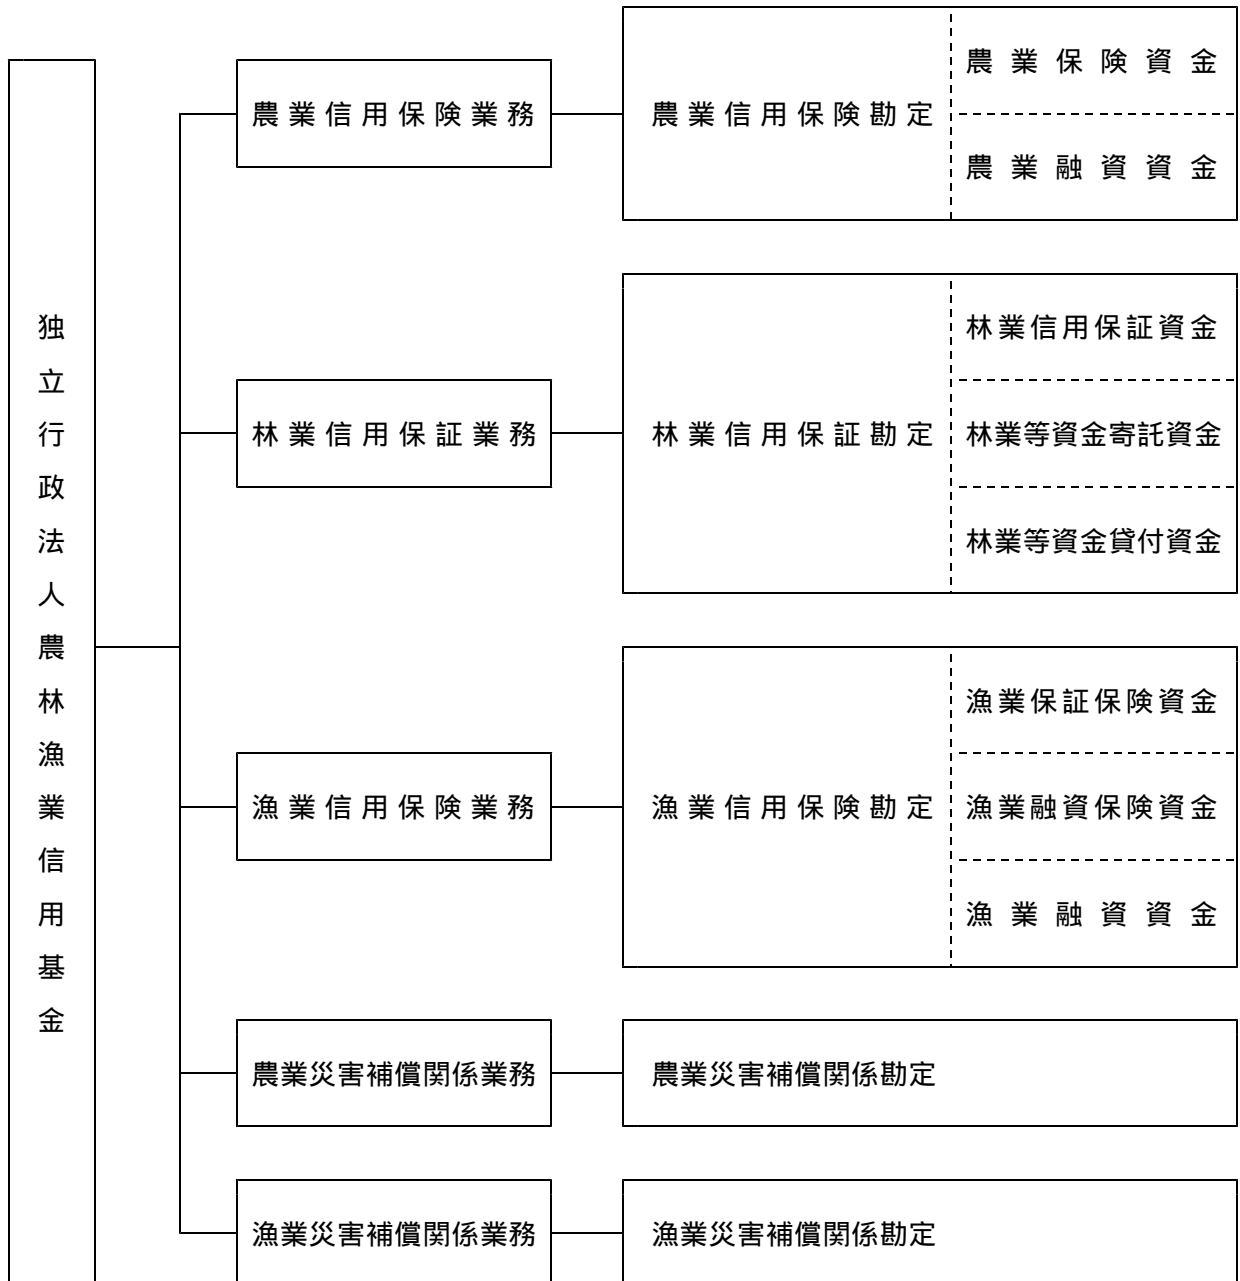 独立行政法人農林漁業信用基金
農業信用保険業務
農業信用保険勘定
農業保険資金
農業融資資金
林業信用保証業務
林業信用保証勘定
林業信用保証資金
林業等資金寄託資金
林業等資金貸付資金
漁業信用保険業務
漁業信用保険勘定
漁業保証保険資金
漁業融資保険資金
漁業融資資金
農業災害補償関係業務
農業災害補償関係勘定
漁業災害補償関係業務
漁業災害補償関係勘定